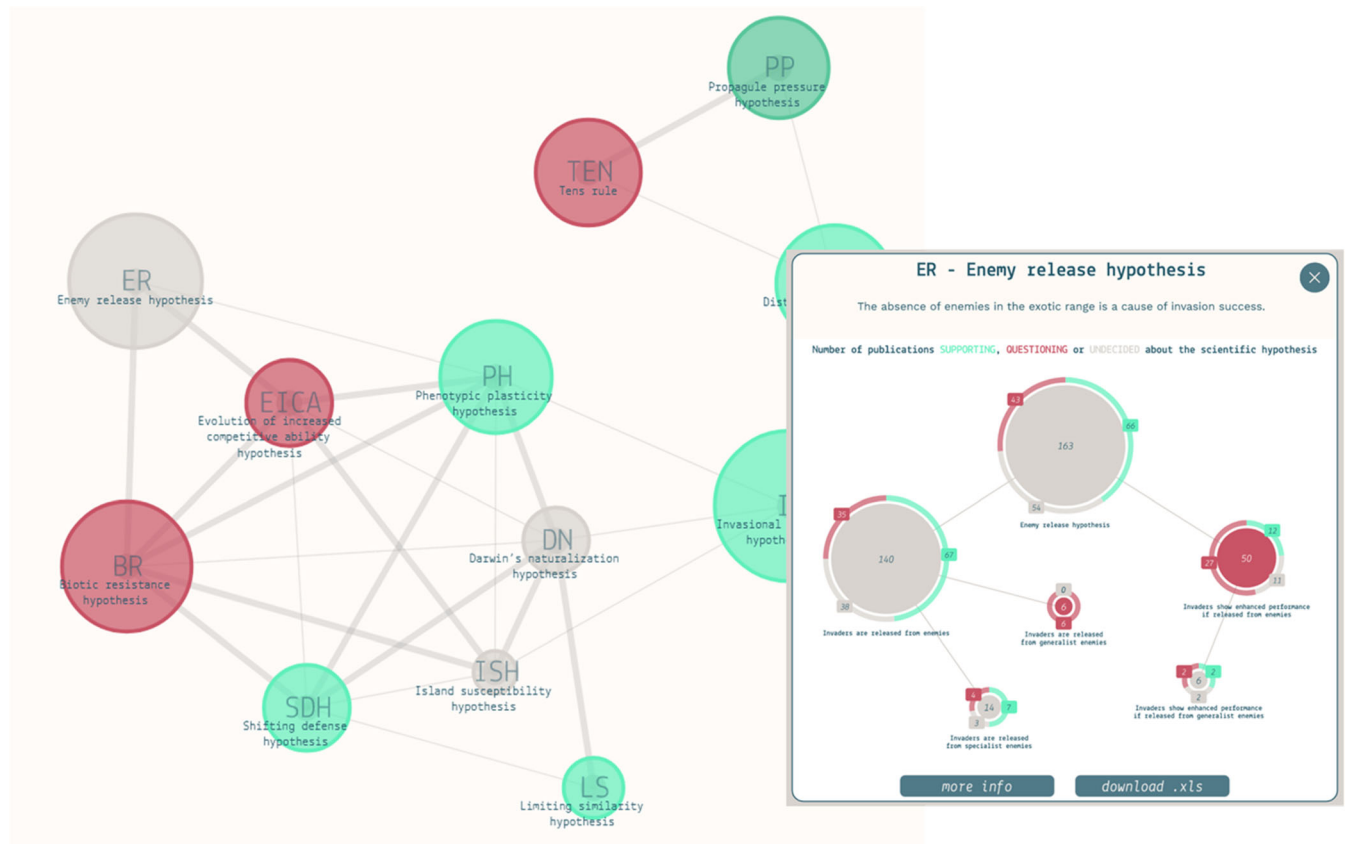 PP
Propagule pressure
hypothesis
TEN
Tens rule
ER
Enemy release hypothesis
EICA
Evolution of increased
competitive ability
hypothesis
PH
Phenotypic plasticity
hypothesis
DN
Darwin's naturalization
hypothesis
BR
Biotic resistance
hypothesis
ISH
Island susceptibility
hypothesis
SDH
Shifting defense
hypothesis
LS
Limiting similarity
hypothesis
Dist
I
Invasional
hypoth
ER - Enemy release hypothesis
The absence of enemies in the exotic range is a cause of invasion success.
Number of publications SUPPORTING, QUESTIONING or UNDECIDED about the scientific hypothesis
43
66
163
54
Enemy release hypothesis
35
67
140
38
Invaders are released from enemies
12
27
50
11
Invaders show enhanced performance
if released from enemies
0
6
6
Invaders are released
from generalist enemies
2
2
6
2
Invaders show enhanced performance
if released from generalist enemies
4
14
7
3
Invaders are released
from specialist enemies
more info
download .xls